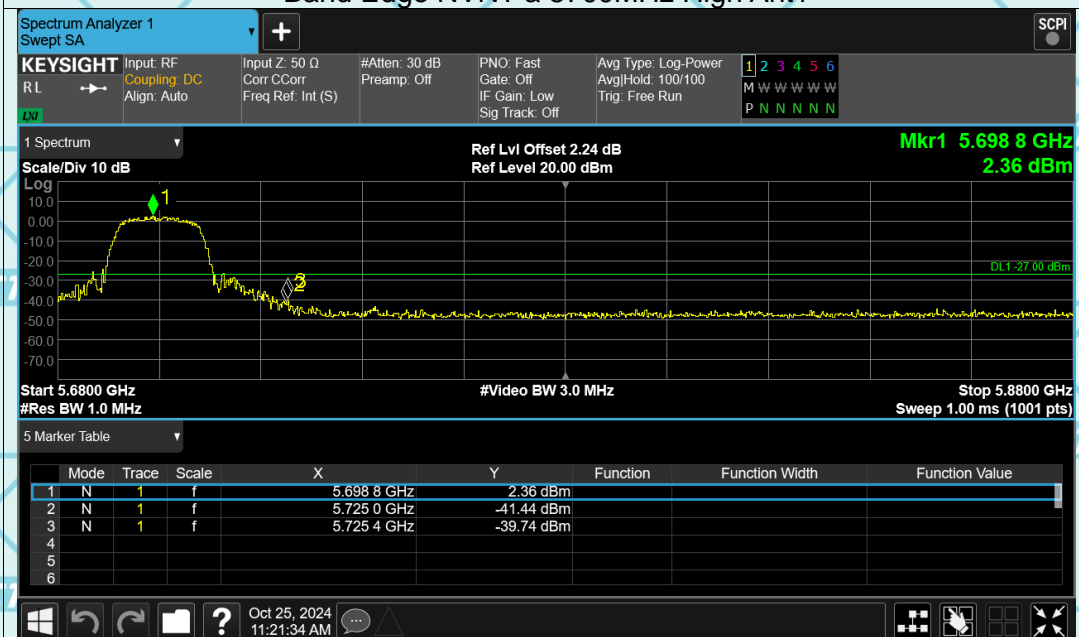 Band Edge NVNT a 5700MHz High Ant1
Spectrum Analyzer 1
Swept SA
+
SCPI
KEYSIGHT Input: RF Input Z: 50 Ω #Atten: 30 dB PNO: Fast Avg Type: Log-Power 1 2 3 4 5 6
RL Coupling: DC Corr CCorr Preamp: Off Gate: Off Avg|Hold: 100/100 M W W W W W
Align: Auto Freq Ref: Int (S) IF Gain: Low Trig: Free Run P N N N N N
LXI Sig Track: Off
1 Spectrum Ref Lvl Offset 2.24 dB Mkr1 5.698 8 GHz
Scale/Div 10 dB Ref Level 20.00 dBm 2.36 dBm
Log
10.0 1
0.00
-10.0
-20.0
DL1 -27.00 dBm
-30.0
-40.0
-50.0
-60.0
-70.0
Start 5.6800 GHz #Video BW 3.0 MHz Stop 5.8800 GHz
#Res BW 1.0 MHz Sweep 1.00 ms (1001 pts)
5 Marker Table
Mode Trace Scale X Y Function Function Width Function Value
1 N 1 f 5.698 8 GHz 2.36 dBm
2 N 1 f 5.725 0 GHz -41.44 dBm
3 N 1 f 5.725 4 GHz -39.74 dBm
4
5
6
? Oct 25, 2024
11:21:34 AM